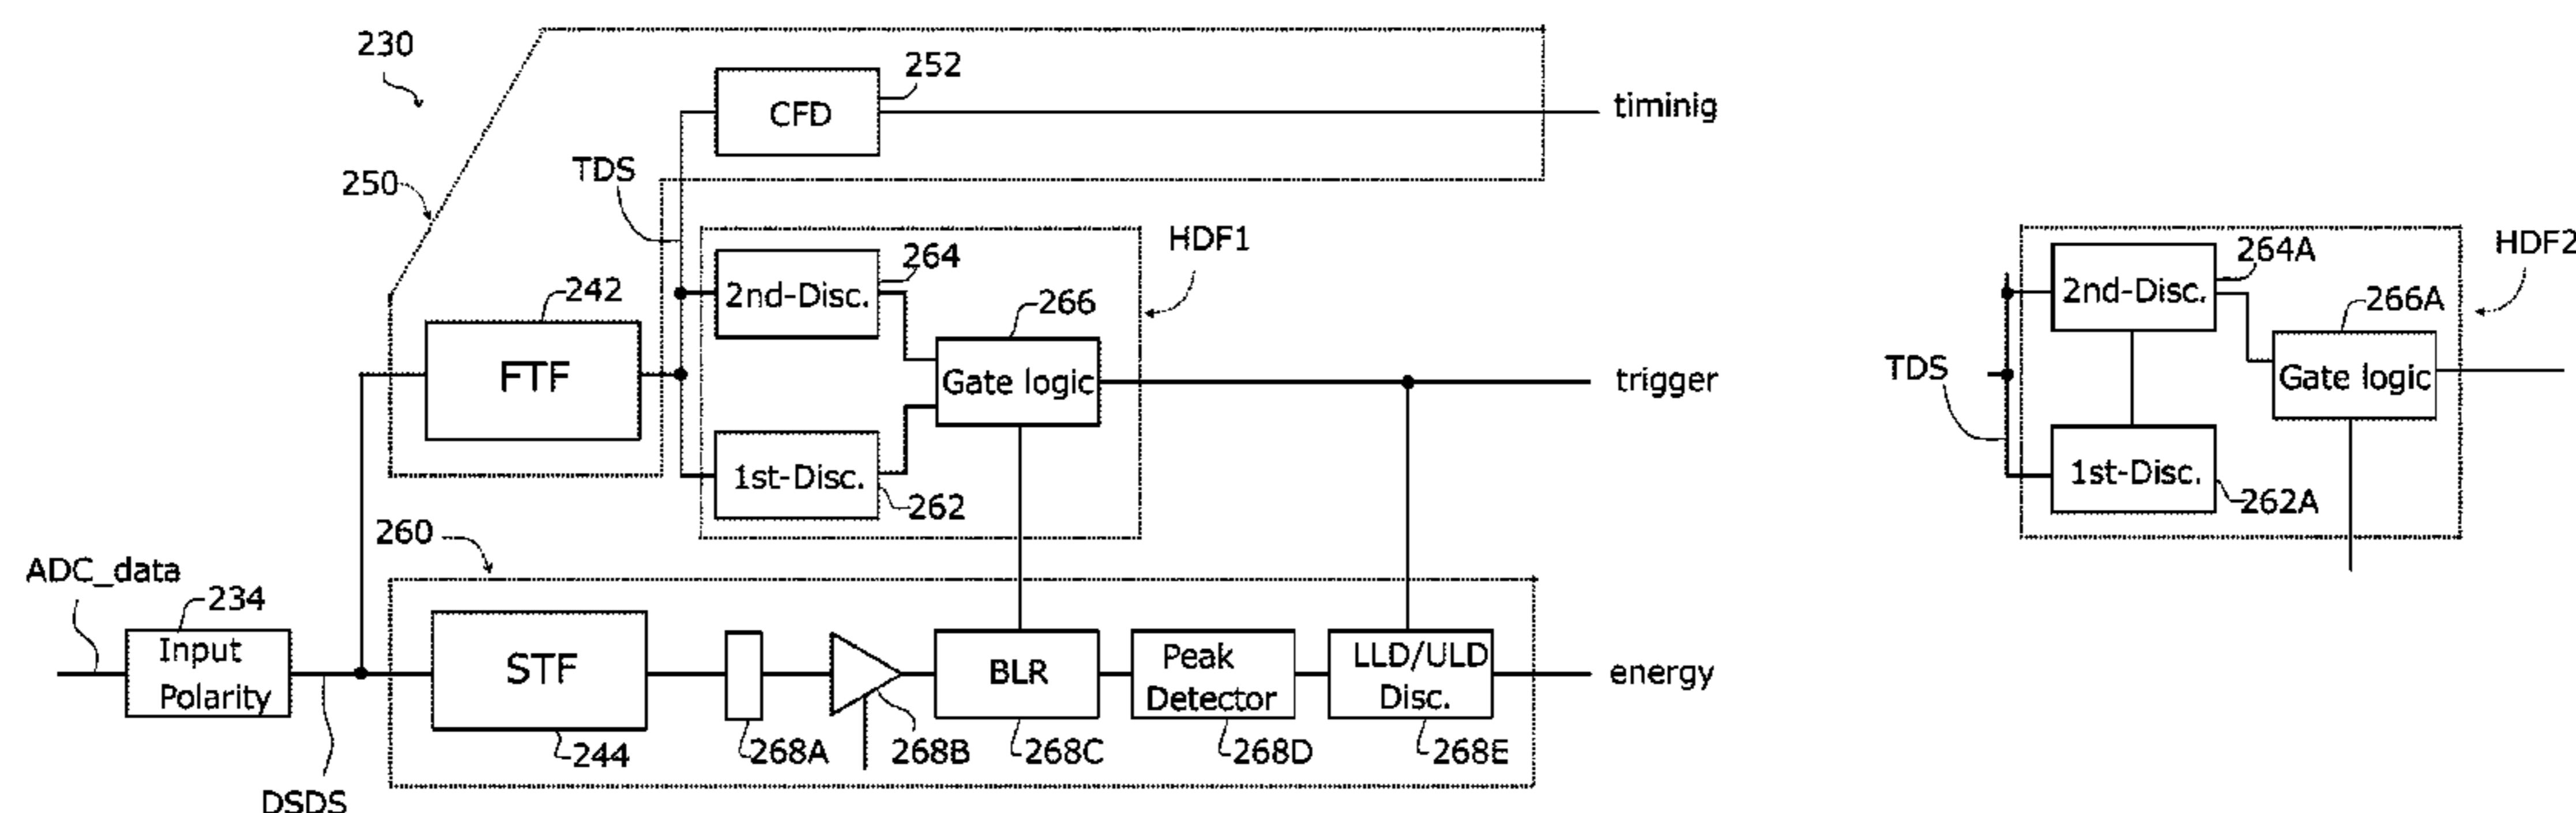 230
252
CFD
timinig
TDS
250
HDF1
264
2nd-Disc.
242
FTF
266
Gate logic
trigger
1st-Disc.
262
260
ADC_data
234
Input
Polarity
STF
244
268A
268B
BLR
268C
Peak
Detector
268D
LLD/ULD
Disc.
268E
energy
DSDS
264A
2nd-Disc.
HDF2
266A
Gate logic
TDS
1st-Disc.
262A